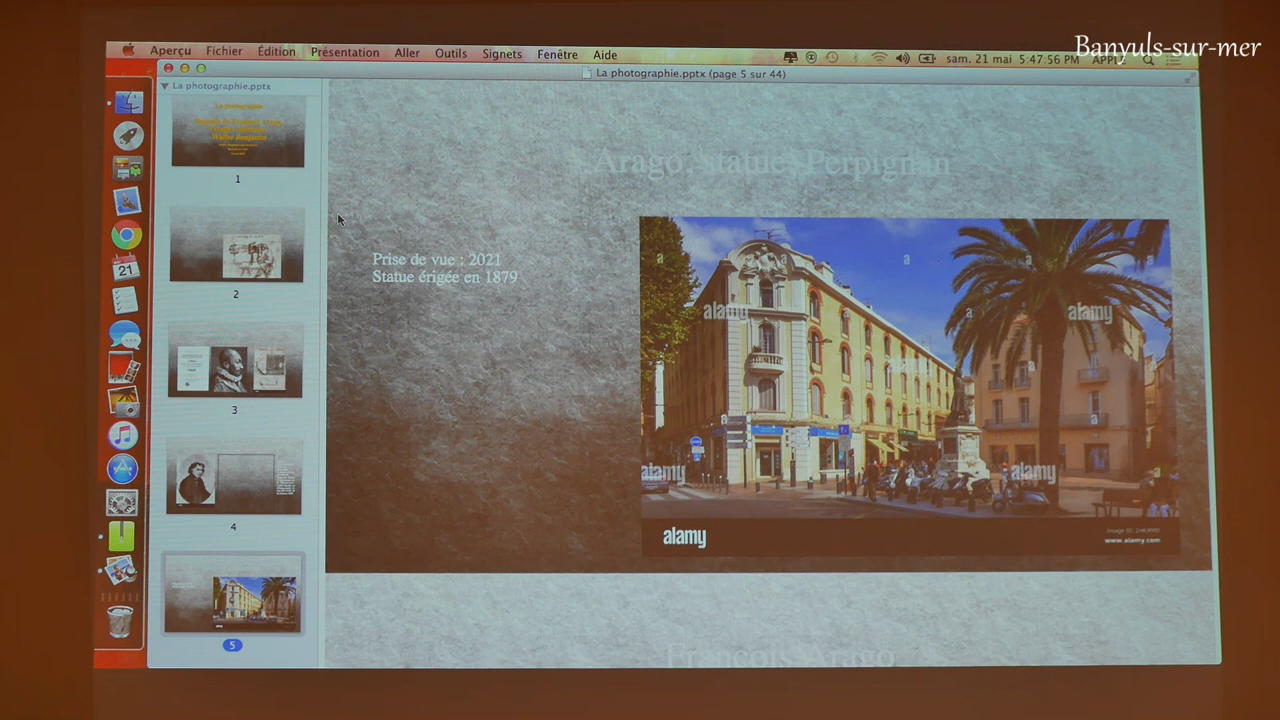 Banyuls-sur-mer
Aperçu Fichier Édition Présentation Aller Outils Signets Fenêtre Aide
sam. 21 mai 5:47:56 PM APPL
La photographie.pptx (page 5 sur 44)
La photographie.pptx
1
2
3
4
5
21
Arago, statue, Perpignan
Prise de vue : 2021
Statue érigée en 1879
a
alamy
alamy
alamy
alamy
alamy
www.alamy.com
François Arago